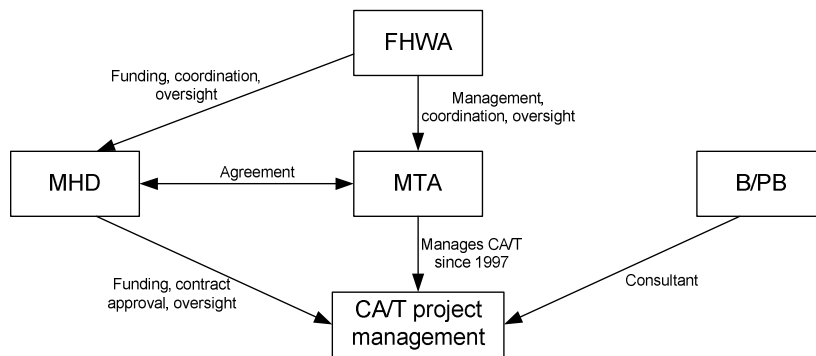 FHWA
Funding, coordination,
oversight
Management,
coordination, oversight
MHD
Agreement
MTA
B/PB
Manages CA/T
since 1997
Funding, contract
approval, oversight
Consultant
CA/T project
management